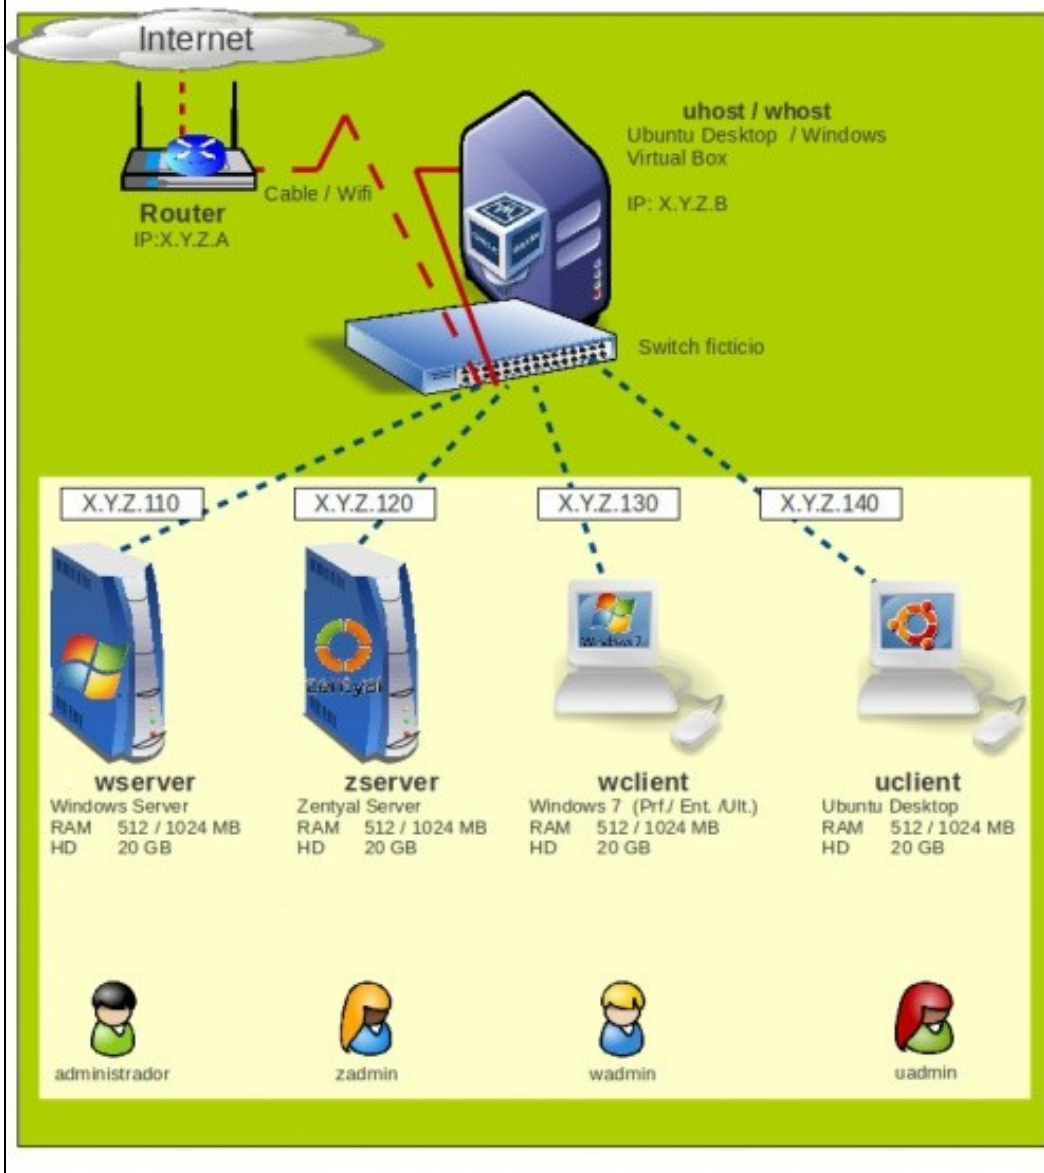 Internet
uhost / whost
Ubuntu Desktop / Windows
Virtual Box
IP: X.Y.Z.B
Cable / Wifi
Router
IP:X.Y.Z.A
Switch ficticio
X.Y.Z.110
X.Y.Z.120
X.Y.Z.130
X.Y.Z.140
Windows 7
zentyal
wserver
Windows Server
RAM 512 / 1024 MB
HD 20 GB
zserver
Zentyal Server
RAM 512 / 1024 MB
HD 20 GB
wclient
Windows 7 (Prf./ Ent. /Ult.)
RAM 512 / 1024 MB
HD 20 GB
uclient
Ubuntu Desktop
RAM 512 / 1024 MB
HD 20 GB
administrador
zadmin
wadmin
uadmin